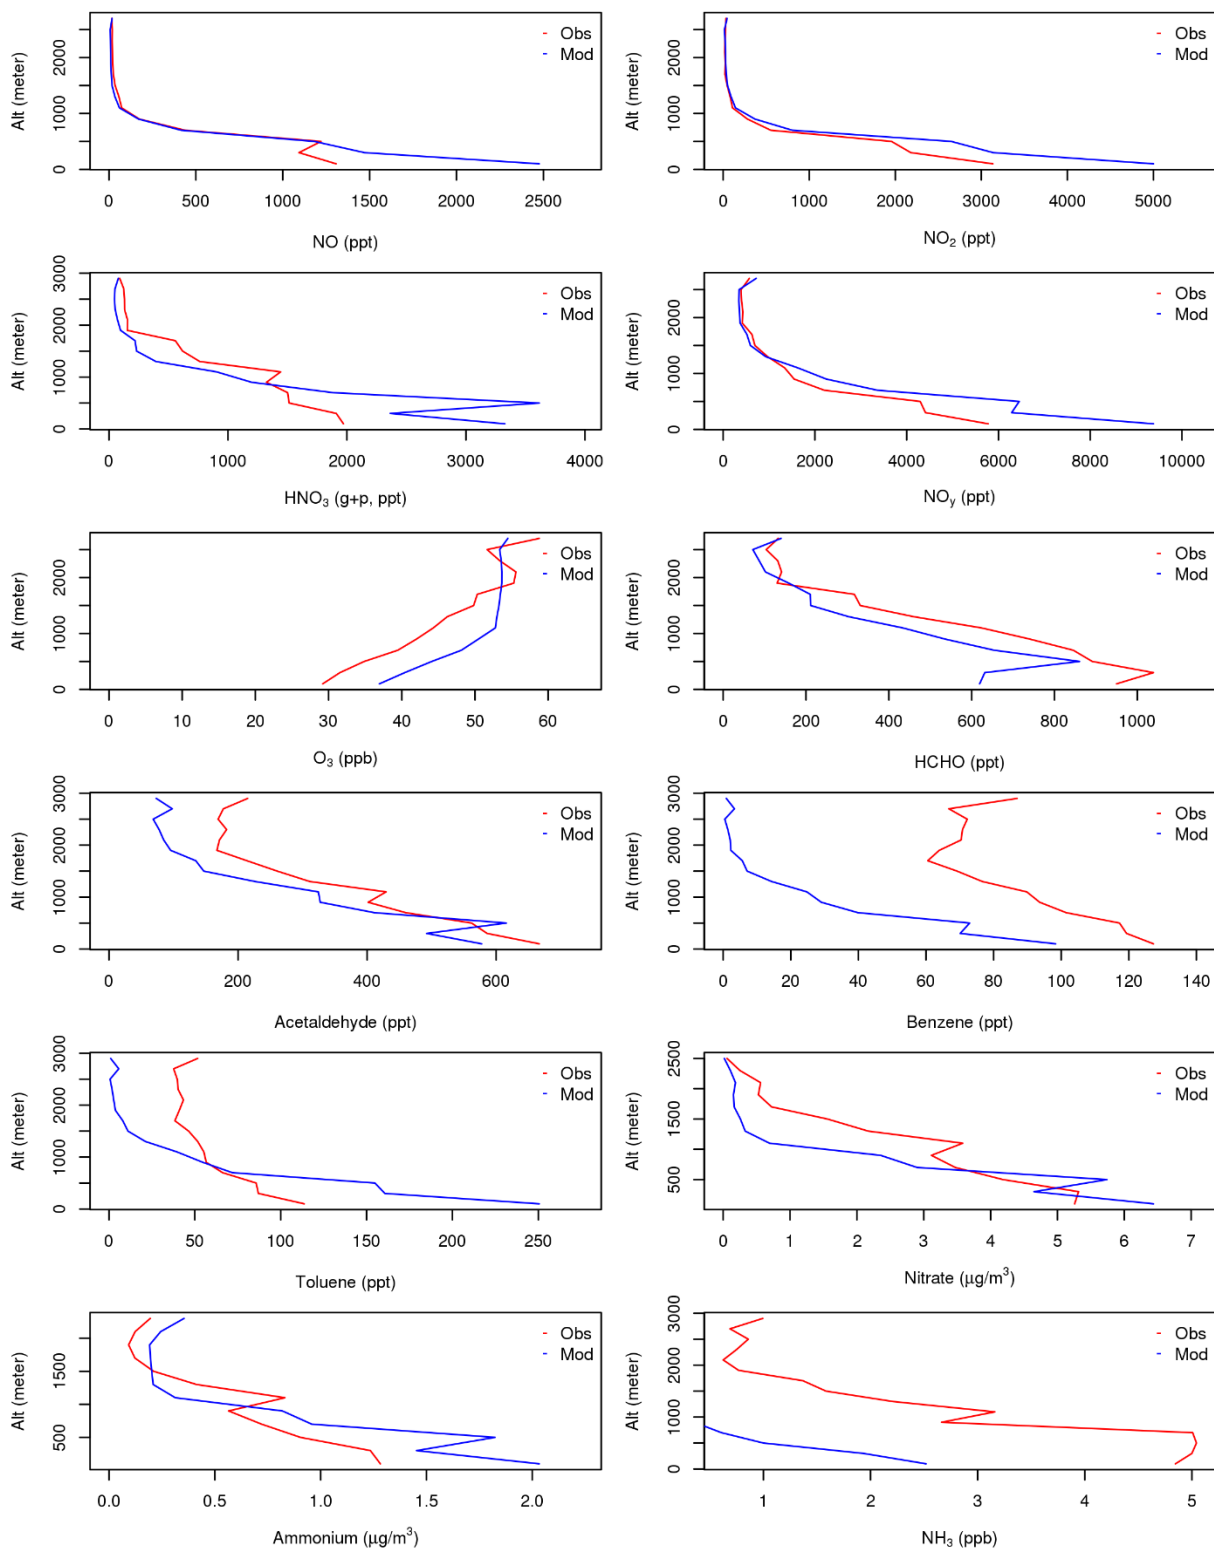 Alt (meter)
0 1000 2000
Obs
Mod
0 500 1000 1500 2000 2500
NO (ppt)
Alt (meter)
0 1000 2000
Obs
Mod
0 1000 2000 3000 4000 5000
NO₂ (ppt)
Alt (meter)
0 1000 2000 3000
Obs
Mod
0 1000 2000 3000 4000
HNO₃ (g+p, ppt)
Alt (meter)
0 1000 2000
Obs
Mod
0 2000 4000 6000 8000 10000
NOy (ppt)
Alt (meter)
0 1000 2000
Obs
Mod
0 10 20 30 40 50 60
O₃ (ppb)
Alt (meter)
0 1000 2000
Obs
Mod
0 200 400 600 800 1000
HCHO (ppt)
Alt (meter)
0 1000 2000 3000
Obs
Mod
0 200 400 600
Acetaldehyde (ppt)
Alt (meter)
0 1000 2000 3000
Obs
Mod
0 20 40 60 80 100 120 140
Benzene (ppt)
Alt (meter)
0 1000 2000 3000
Obs
Mod
0 50 100 150 200 250
Toluene (ppt)
Alt (meter)
500 1500 2500
Obs
Mod
0 1 2 3 4 5 6 7
Nitrate (μg/m³)
Alt (meter)
500 1500
Obs
Mod
0.0 0.5 1.0 1.5 2.0
Ammonium (μg/m³)
Alt (meter)
0 1000 2000 3000
Obs
Mod
1 2 3 4 5
NH₃ (ppb)